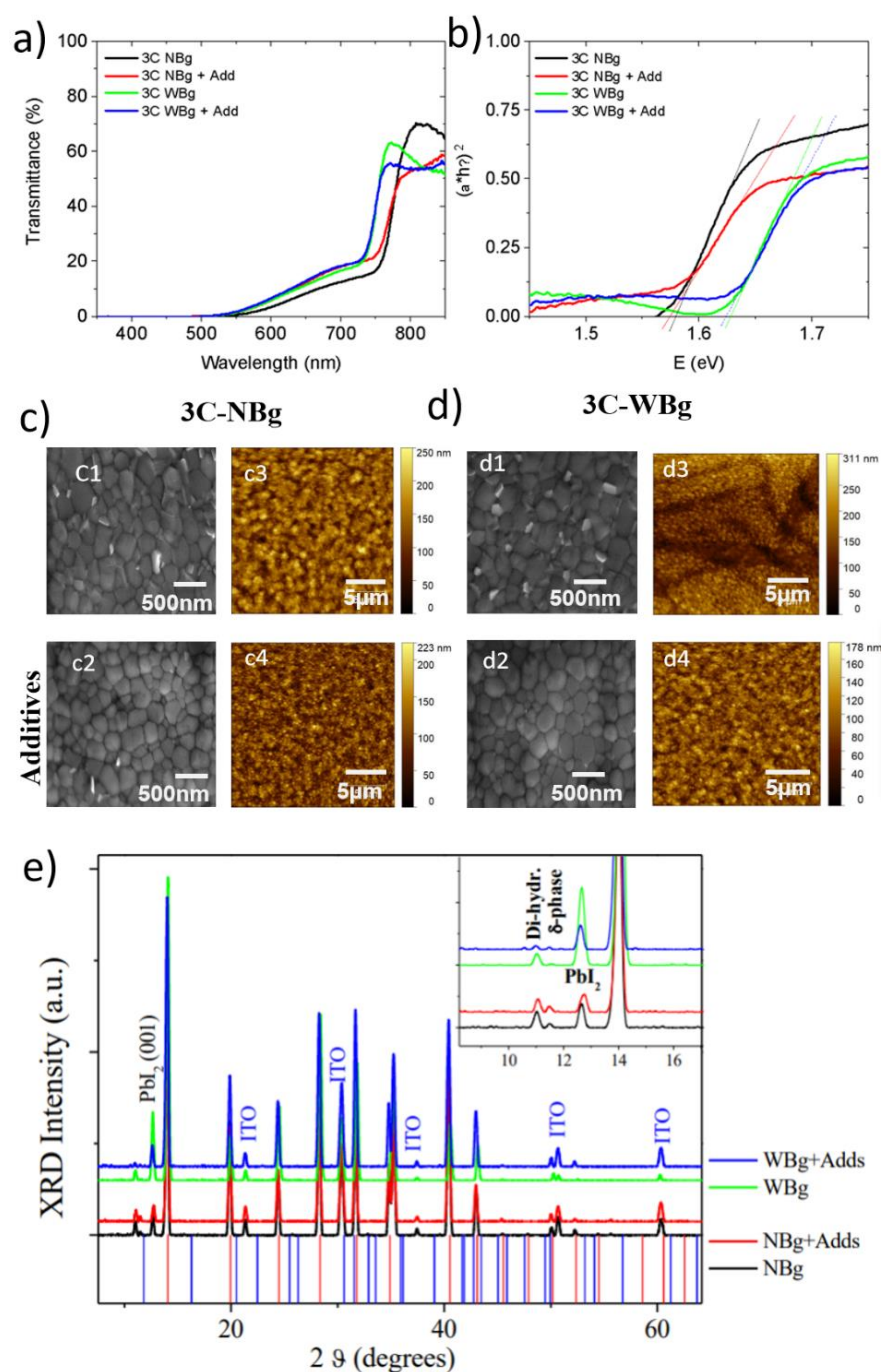 a)
100
80
60
40
20
0
Transmittance (%)
3C NBg
3C NBg + Add
3C WBg
3C WBg + Add
400
500
600
700
800
Wavelength (nm)
b)
1.00
0.75
0.50
0.25
0.00
(a*h?)²
3C NBg
3C NBg + Add
3C WBg
3C WBg + Add
1.5
1.6
1.7
E (eV)
c)
3C-NBg
d)
3C-WBg
C1
500nm
c3
5μm
250 nm
200
150
100
50
0
d1
500nm
d3
5μm
311 nm
250
200
150
100
50
0
Additives
c2
500nm
c4
5μm
223 nm
200
150
100
50
0
d2
500nm
d4
5μm
178 nm
160
140
120
100
80
60
40
0
e)
XRD Intensity (a.u.)
PbI₂ (001)
ITO
ITO
ITO
ITO
ITO
Di-hydr.
δ-phase
PbI₂
10
12
14
16
WBg+Adds
WBg
NBg+Adds
NBg
20
40
60
2 ϑ (degrees)